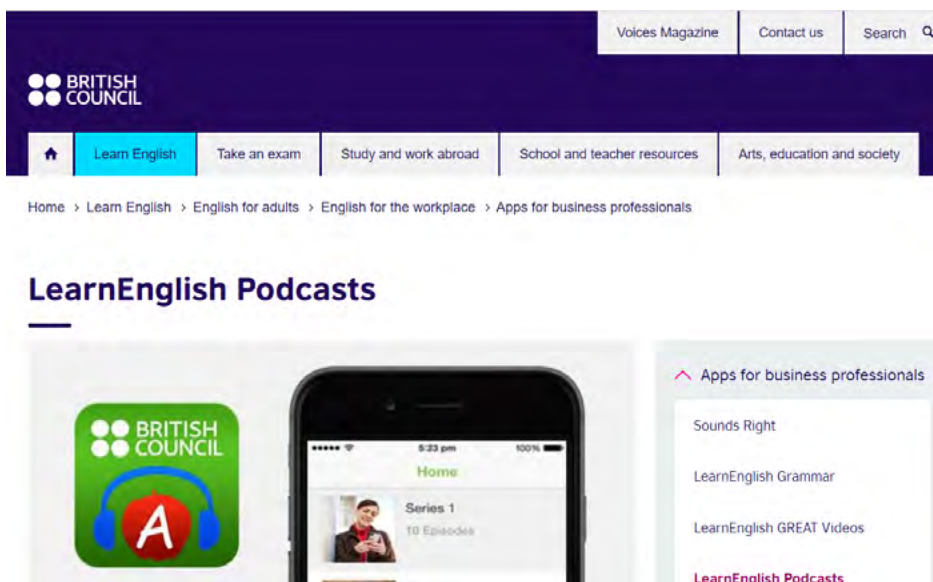 Voices Magazine
Contact us
Search
BRITISH
COUNCIL
Learn English
Take an exam
Study and work abroad
School and teacher resources
Arts, education and society
Home > Learn English > English for adults > English for the workplace > Apps for business professionals
LearnEnglish Podcasts
BRITISH
COUNCIL
A
5:23 pm
100%
Home
Series 1
10 Episodes
Apps for business professionals
Sounds Right
LearnEnglish Grammar
LearnEnglish GREAT Videos
LearnEnglish Podcasts